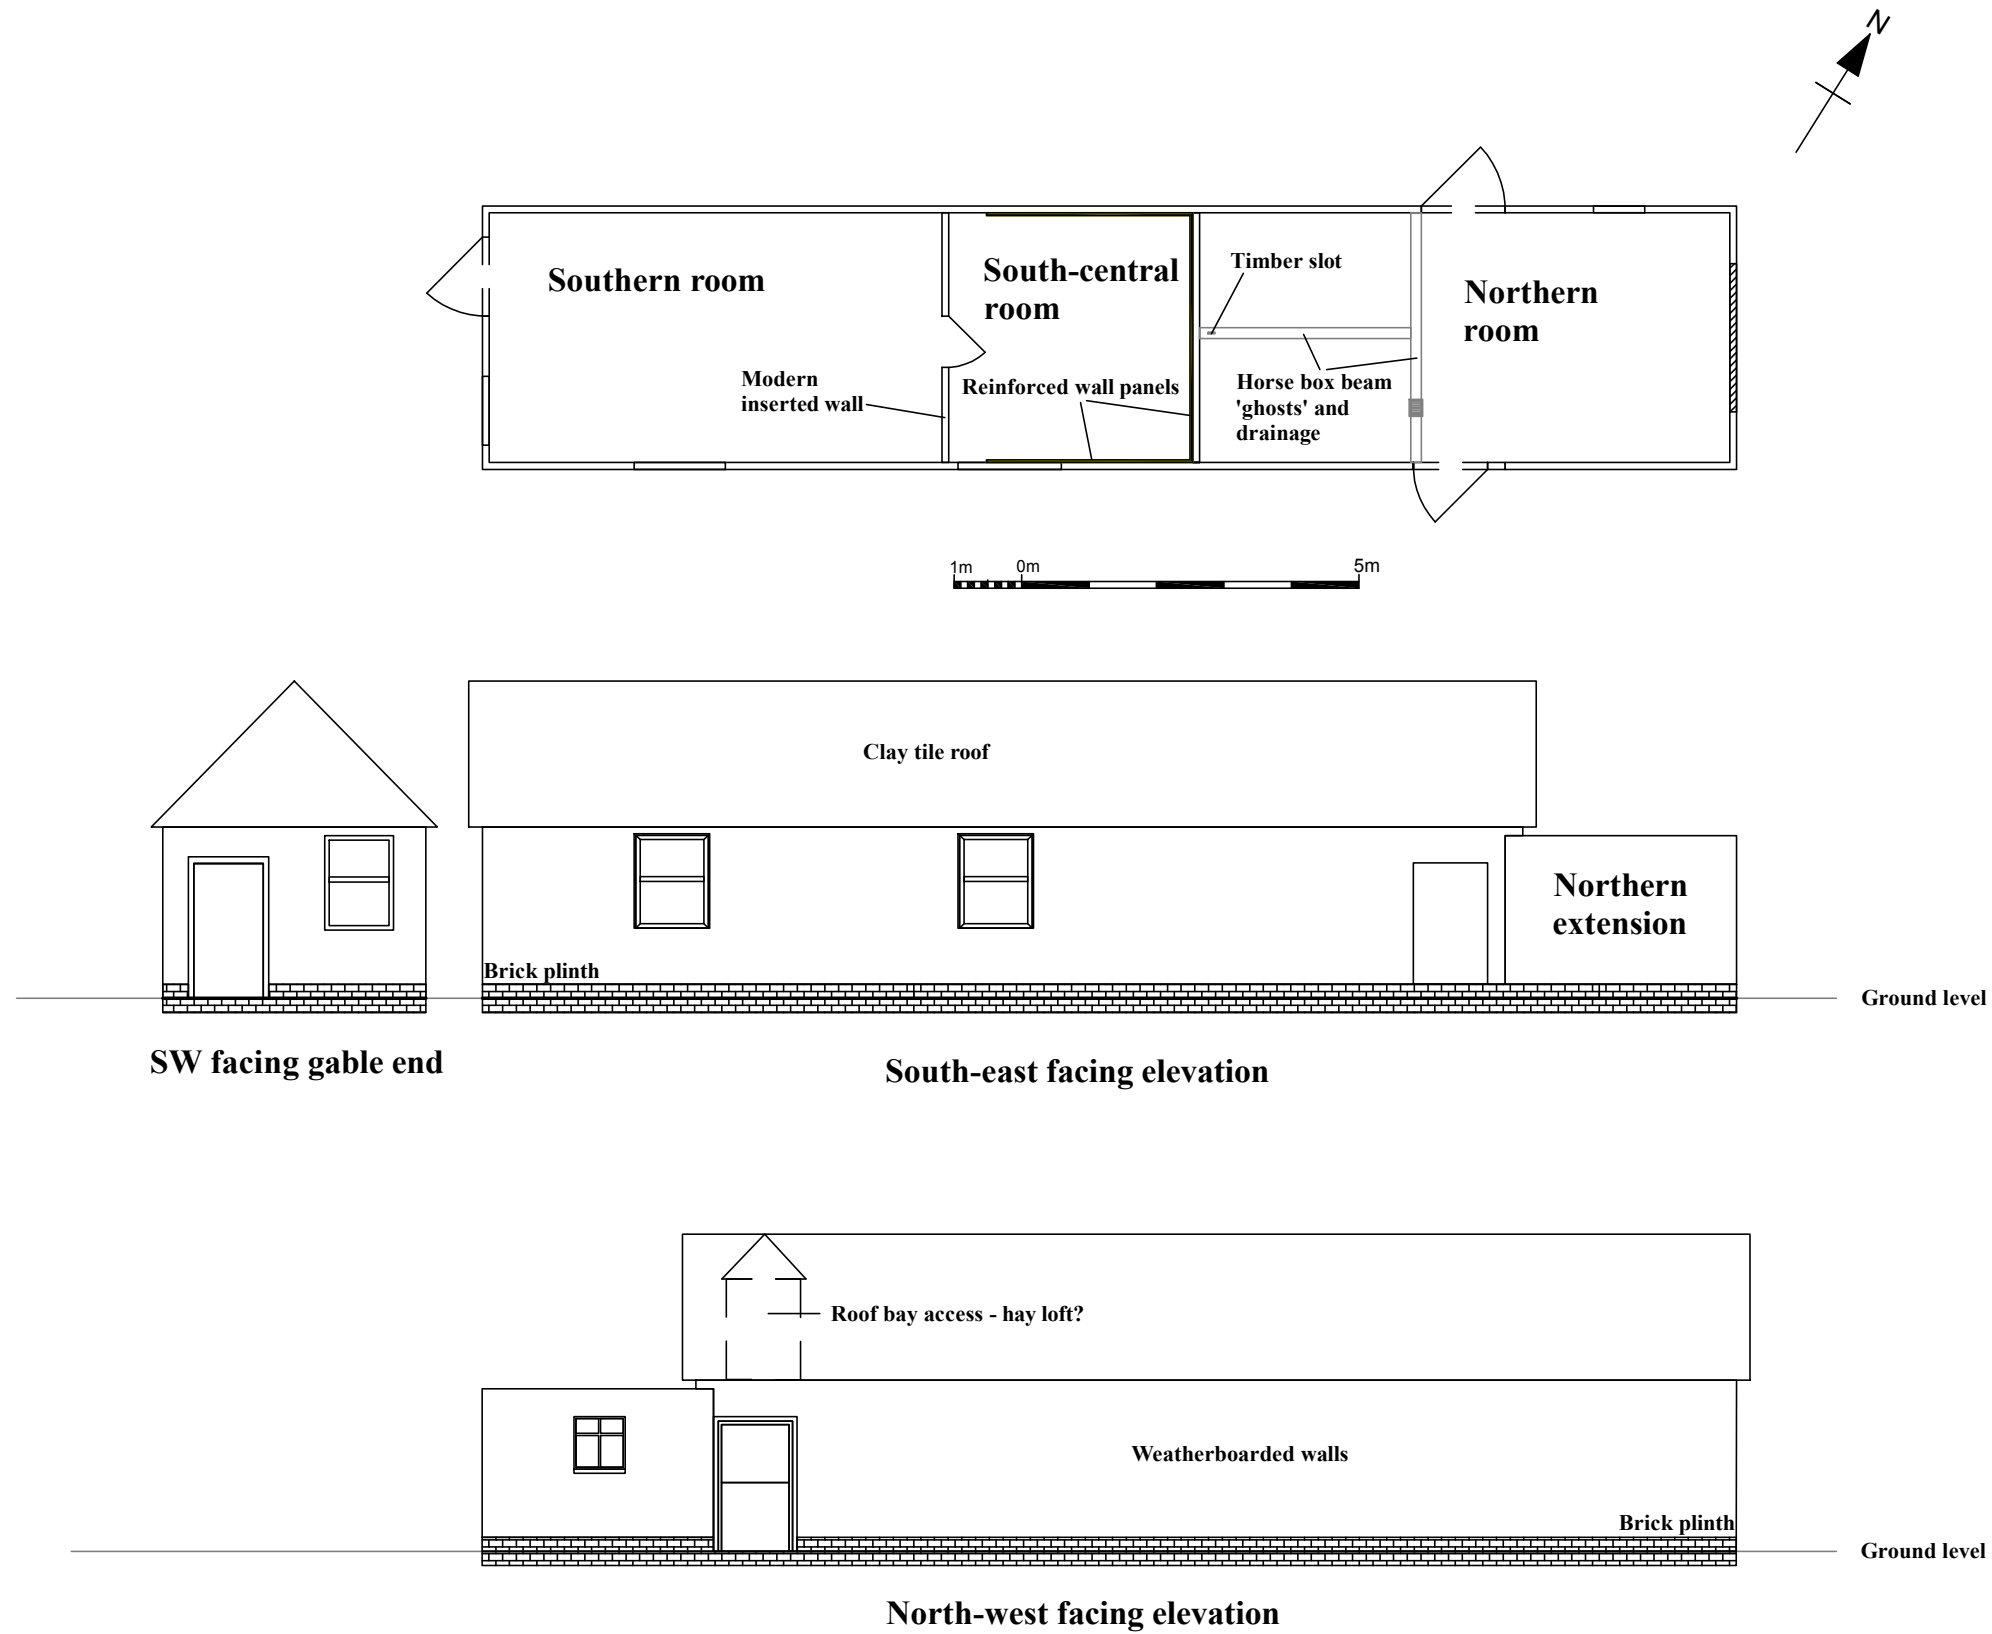 N
Southern room
South-central
room
Timber slot
Northern
room
Modern
inserted wall
Reinforced wall panels
Horse box beam
'ghosts' and
drainage
1m 0m 5m
Clay tile roof
Northern
extension
Brick plinth
Ground level
SW facing gable end
South-east facing elevation
Roof bay access - hay loft?
Weatherboarded walls
Brick plinth
Ground level
North-west facing elevation